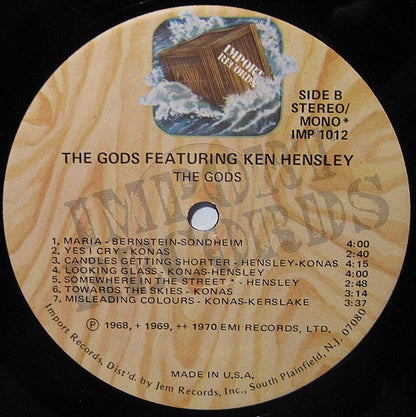 IMPORT
RECORDS
SIDE B
STEREO/
MONO*
IMP 1012
THE GODS FEATURING KEN HENSLEY
THE GODS
IMPORT
RECORDS
1. MARIA - BERNSTEIN-SONDHEIM 4:00
2. YES I CRY - KONAS 2:40
3. CANDLES GETTING SHORTER - HENSLEY-KONAS 4:15
4. LOOKING GLASS - KONAS-HENSLEY 4:00
5. SOMEWHERE IN THE STREET * - HENSLEY 2:48
6. TOWARDS THE SKIES - KONAS 3:14
7. MISLEADING COLOURS - KONAS-KERSLAKE 3:37
℗ 1968, + 1969, ++ 1970 EMI RECORDS, LTD.
MADE IN U.S.A.
Import Records, Dist'd. by Jem Records, Inc., South Plainfield, N.J. 07080